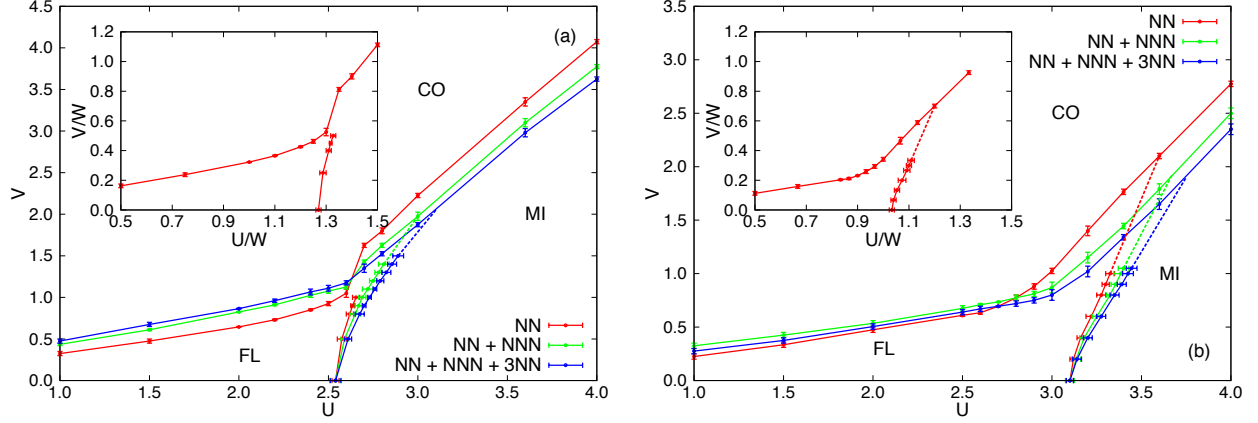 4.5
4.0
3.5
3.0
2.5
2.0
1.5
1.0
0.5
0.0
V
1.0 1.5 2.0 2.5 3.0 3.5 4.0
U
(a)
CO
MI
FL
NN
NN + NNN
NN + NNN + 3NN
1.2
1.0
0.8
0.6
0.4
0.2
0.0
V/W
0.5 0.7 0.9 1.1 1.3 1.5
U/W
3.5
3.0
2.5
2.0
1.5
1.0
0.5
0.0
V
1.0 1.5 2.0 2.5 3.0 3.5 4.0
U
NN
NN + NNN
NN + NNN + 3NN
CO
MI
FL
(b)
1.2
1.0
0.8
0.6
0.4
0.2
0.0
V/W
0.5 0.7 0.9 1.1 1.3 1.5
U/W